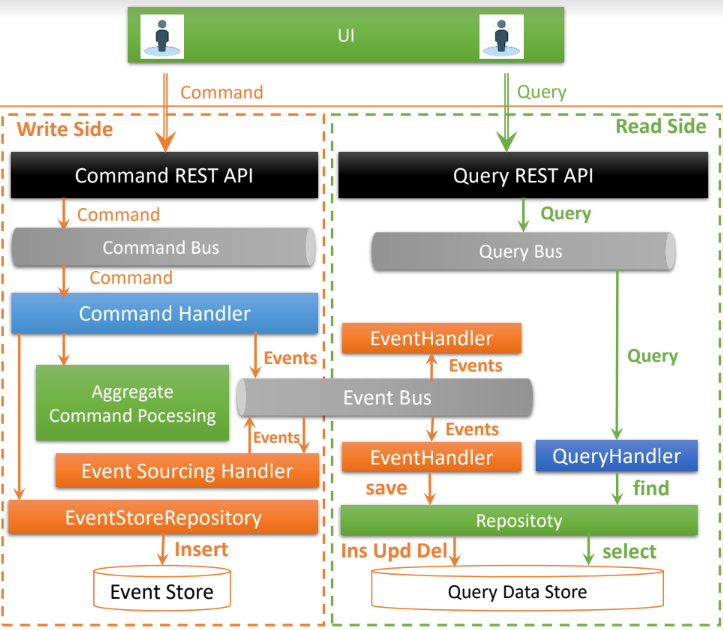 UI
Command
Query
Write Side
Read Side
Command REST API
Query REST API
Command
Query
Command Bus
Query Bus
Command
Command Handler
EventHandler
Events
Events
Query
Aggregate
Command Pocessing
Event Bus
Events
Events
Event Sourcing Handler
EventHandler
QueryHandler
save
find
EventStoreRepository
Repositoty
Insert
Ins Upd Del
select
Event Store
Query Data Store